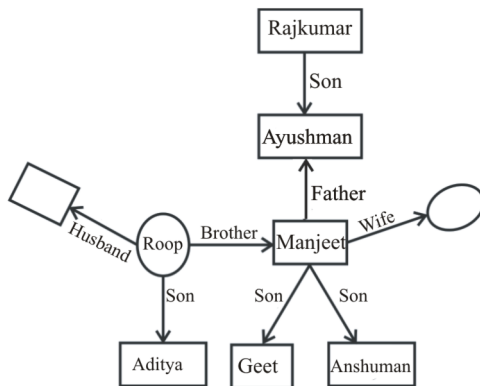 Rajkumar
Son
Ayushman
Father
Husband
Roop
Brother
Manjeet
Wife
Son
Son
Son
Aditya
Geet
Anshuman